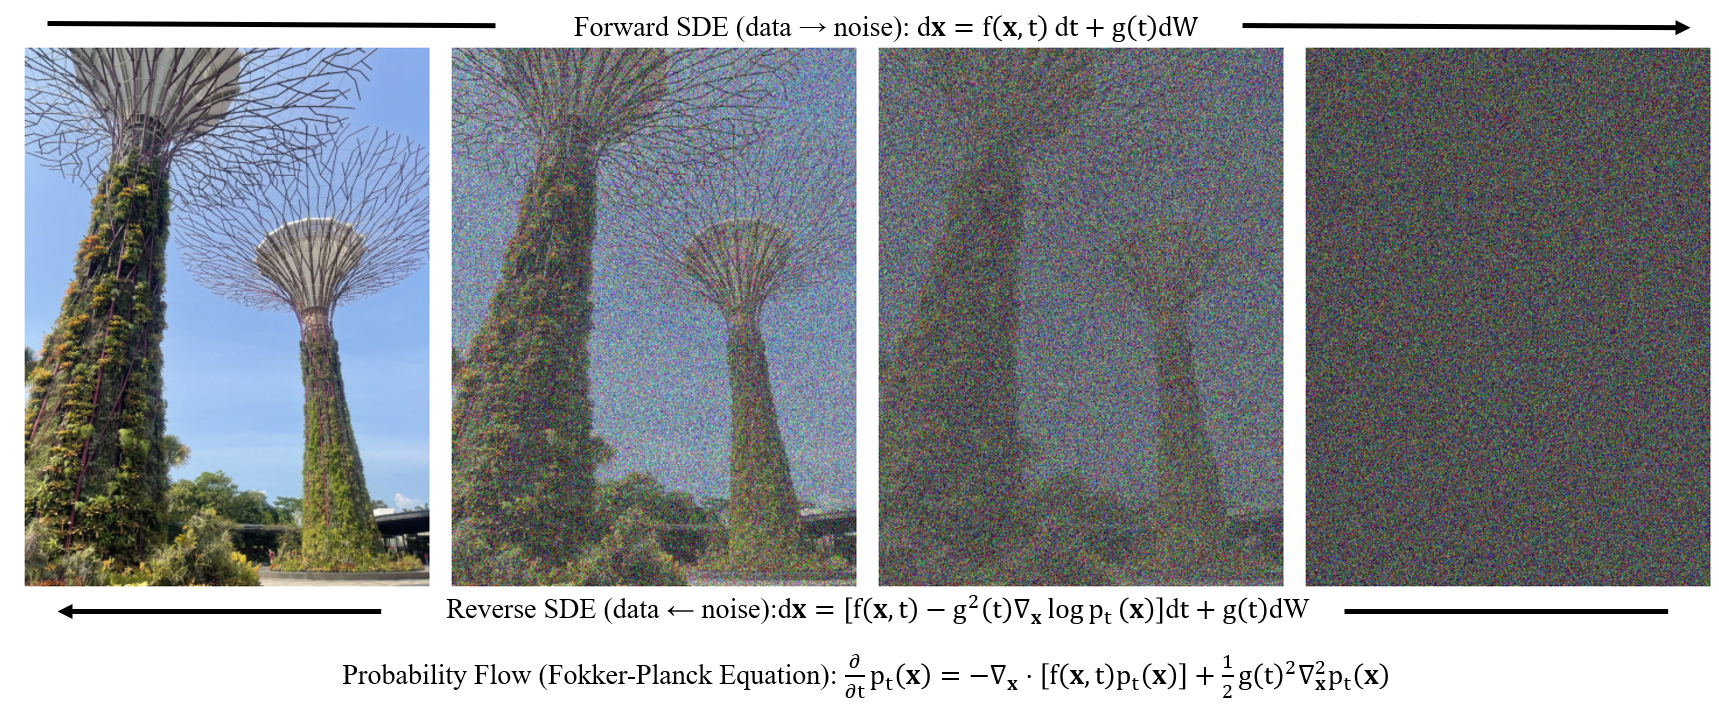 Forward SDE (data → noise): d𝐱 = f(𝐱, t) dt + g(t)dW
Reverse SDE (data ← noise):d𝐱 = [f(𝐱, t) − g²(t)∇𝐱 log pₜ (𝐱)]dt + g(t)dW
Probability Flow (Fokker-Planck Equation): ∂/∂t pₜ(𝐱) = −∇𝐱 · [f(𝐱, t)pₜ(𝐱)] + 1/2 g(t)²∇²𝐱pₜ(𝐱)